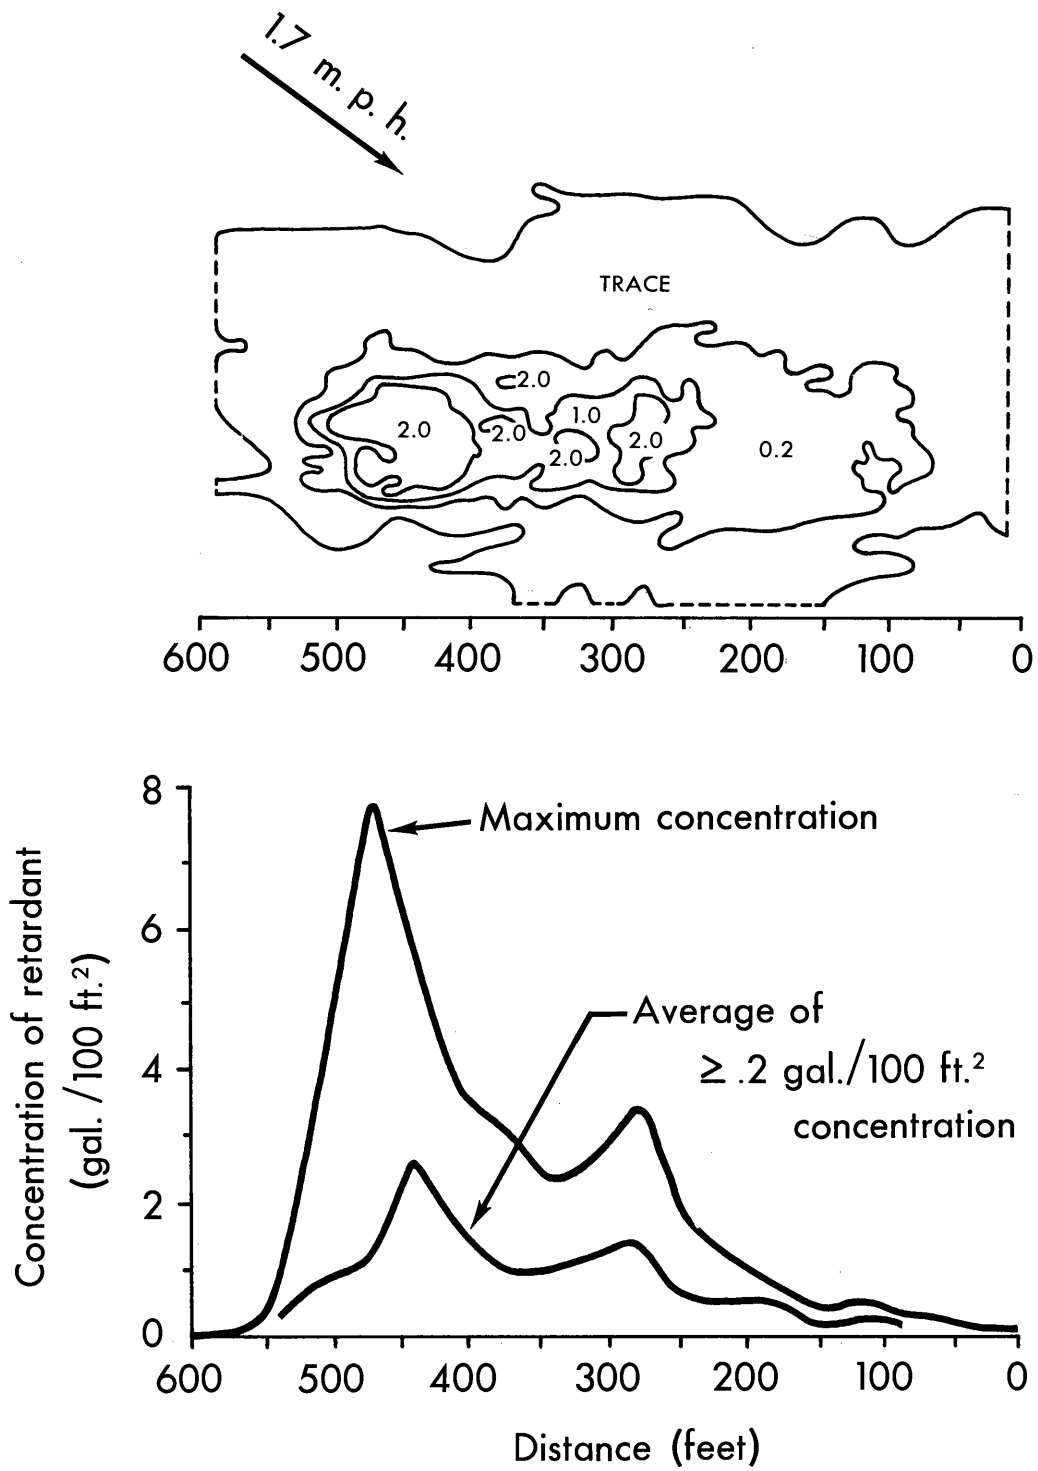 1.7 m. p. h.
TRACE
2.0
1.0
2.0 2.0 2.0 0.2
2.0
600 500 400 300 200 100 0
8
Maximum concentration
6
Average of
≥ .2 gal./100 ft.²
4
concentration
2
0
Concentration of retardant
(gal. /100 ft.²)
600 500 400 300 200 100 0
Distance (feet)